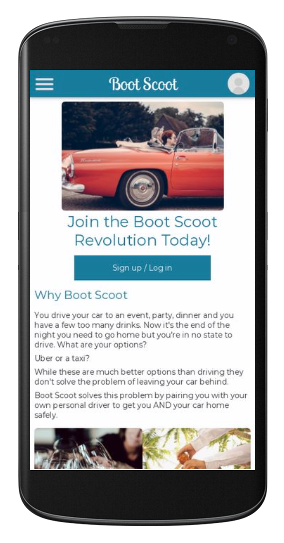 Boot Scoot
Join the Boot Scoot
Revolution Today!
Sign up / Log in
Why Boot Scoot
You drive your car to an event, party, dinner and you
have a few too many drinks. Now it's the end of the
night you need to go home but you're in no state to
drive. What are your options?
Uber or a taxi?
While these are much better options than driving they
don't solve the problem of leaving your car behind.
Boot Scoot solves this problem by pairing you with your
own personal driver to get you AND your car home
safely.